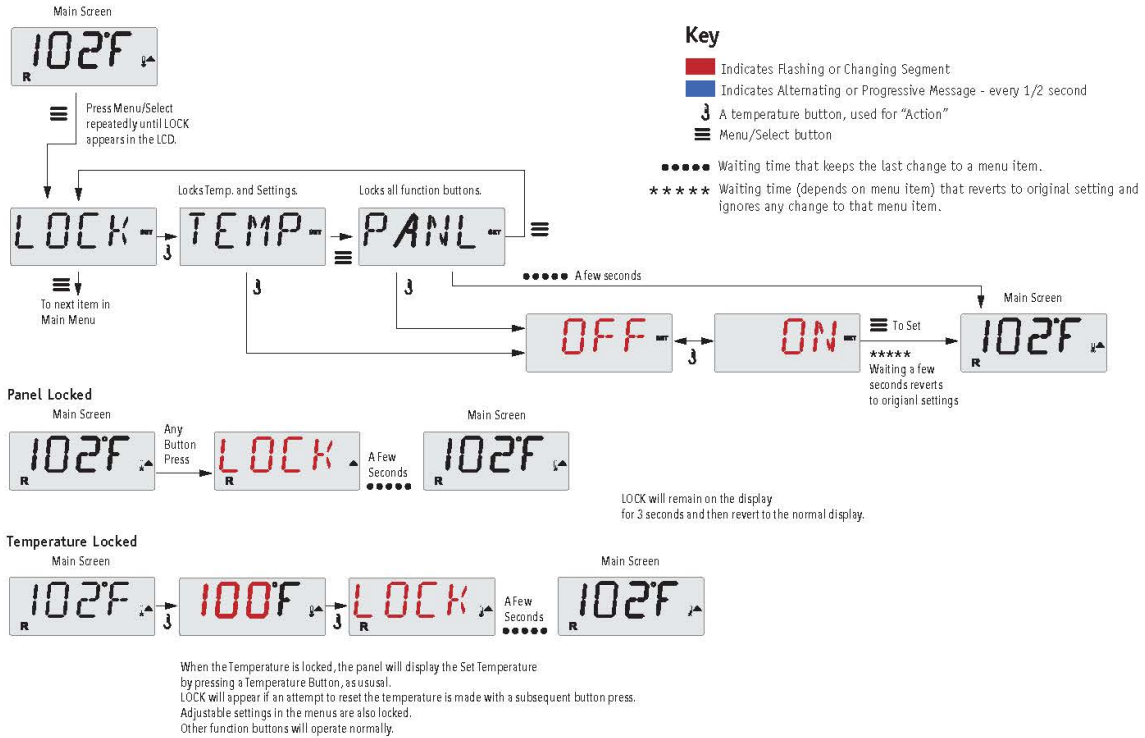 Main Screen
102°F
R
Press Menu/Select
repeatedly until LOCK
appears in the LCD.
Key
Indicates Flashing or Changing Segment
Indicates Alternating or Progressive Message - every 1/2 second
A temperature button, used for "Action"
Menu/Select button
Waiting time that keeps the last change to a menu item.
***** Waiting time (depends on menu item) that reverts to original setting and
ignores any change to that menu item.
Locks Temp. and Settings.
Locks all function buttons.
LOCK SET
TEMP SET
PANL SET
To next item in
Main Menu
A few seconds
OFF SET
ON SET
To Set
*****
Waiting a few
seconds reverts
to origianl settings
Main Screen
102°F
R
Panel Locked
Main Screen
102°F
R
Any
Button
Press
LOCK
R
A Few
Seconds
Main Screen
102°F
R
LOCK will remain on the display
for 3 seconds and then revert to the normal display.
Temperature Locked
Main Screen
102°F
R
100°F
LOCK
R
A Few
Seconds
Main Screen
102°F
R
When the Temperature is locked, the panel will display the Set Temperature
by pressing a Temperature Button, as ususal.
LOCK will appear if an attempt to reset the temperature is made with a subsequent button press.
Adjustable settings in the menus are also locked.
Other function buttons will operate normally.